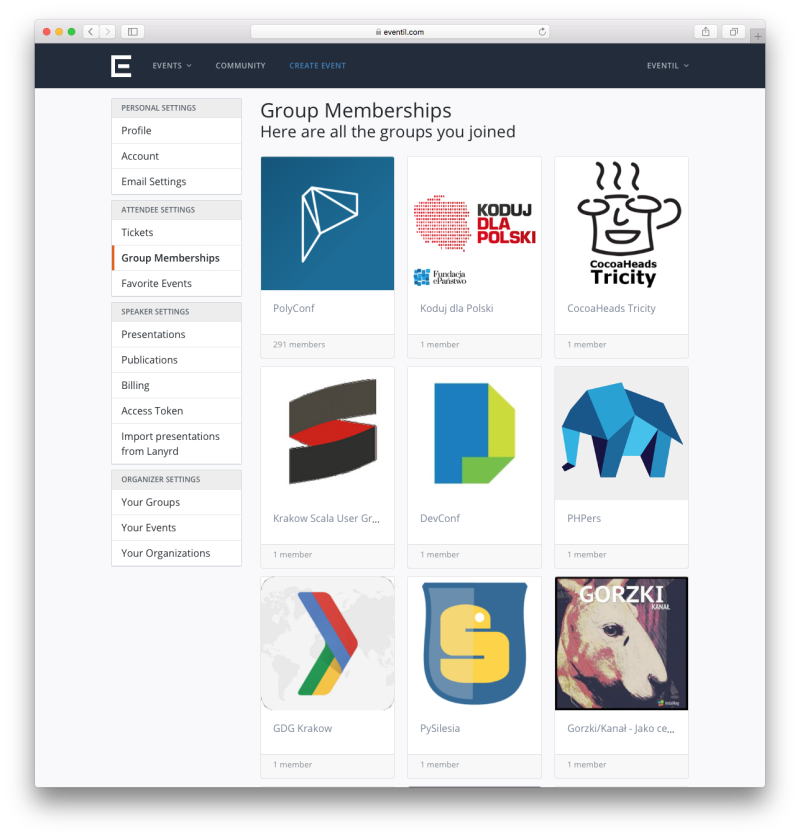 eventil.com
EVENTS
COMMUNITY
CREATE EVENT
EVENTIL
PERSONAL SETTINGS
Profile
Account
Email Settings
ATTENDEE SETTINGS
Tickets
Group Memberships
Favorite Events
SPEAKER SETTINGS
Presentations
Publications
Billing
Access Token
Import presentations
from Lanyrd
ORGANIZER SETTINGS
Your Groups
Your Events
Your Organizations
Group Memberships
Here are all the groups you joined
PolyConf
291 members
KODUJ
DLA
POLSKI
Fundacja
ePaństwo
Koduj dla Polski
1 member
CocoaHeads
Tricity
CocoaHeads Tricity
1 member
Krakow Scala User Gr...
1 member
DevConf
1 member
PHPers
1 member
GDG Krakow
1 member
PySilesia
1 member
GORZKI
KANAŁ
Gorzki/Kanał - Jako ce...
1 member